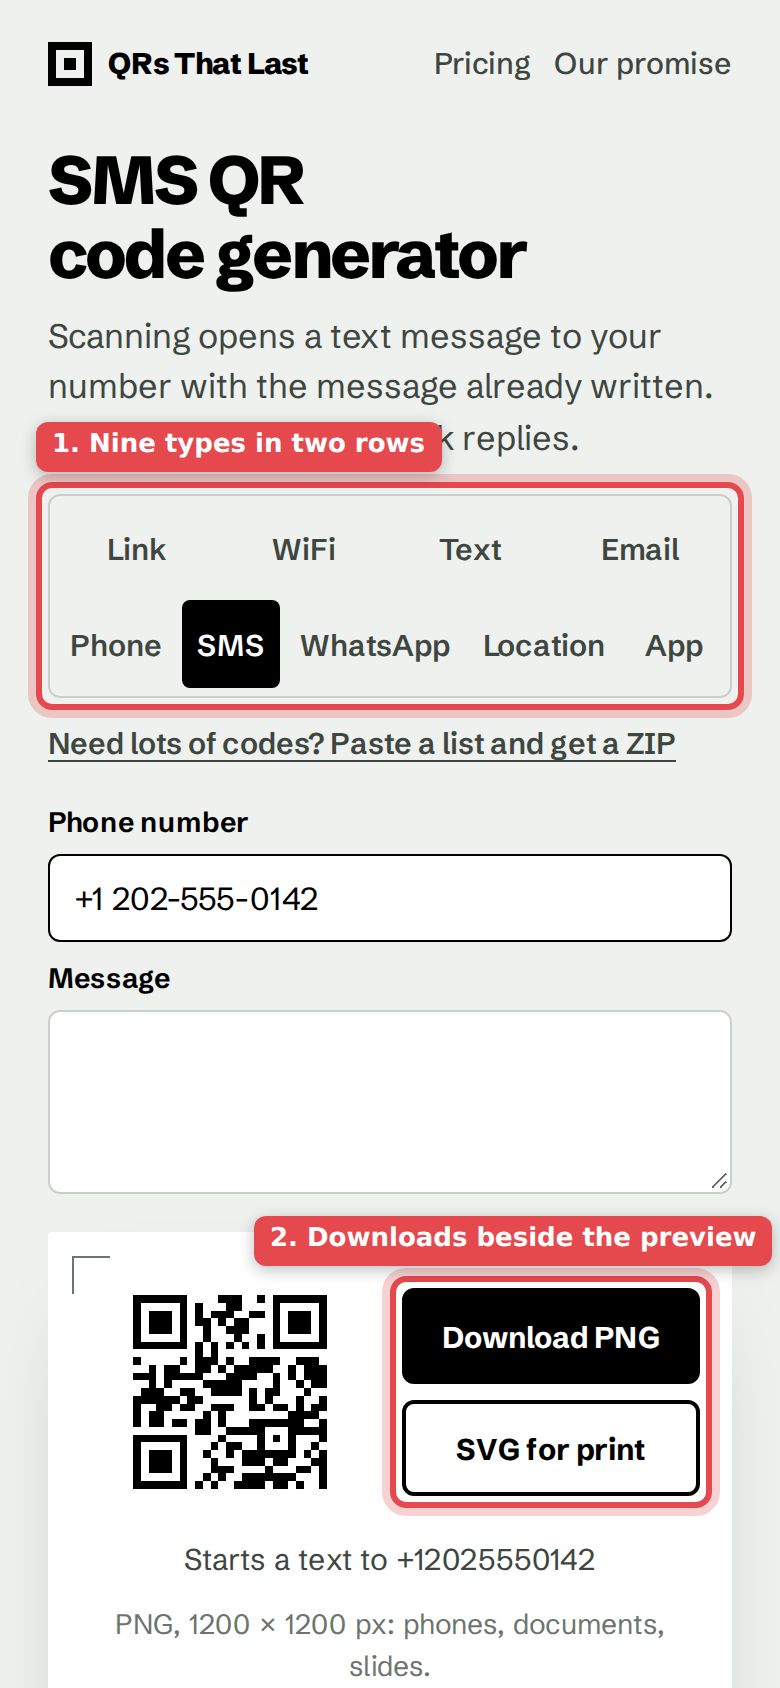 QRs That Last
Pricing
Our promise
SMS QR
code generator
Scanning opens a text message to your
number with the message already written.
replies.
1. Nine types in two rows
Link
WiFi
Text
Email
Phone
SMS
WhatsApp
Location
App
Need lots of codes? Paste a list and get a ZIP
Phone number
+1 202-555-0142
Message
2. Downloads beside the preview
Download PNG
SVG for print
Starts a text to +12025550142
PNG, 1200 × 1200 px: phones, documents,
slides.